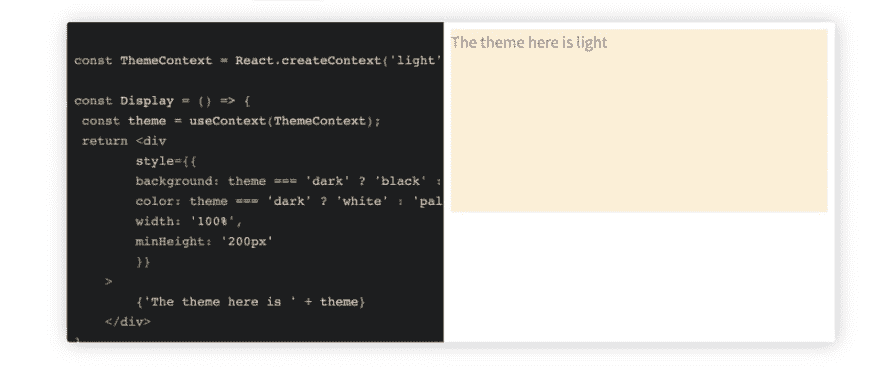 const ThemeContext = React.createContext('light'
const Display = () => {
const theme = useContext(ThemeContext);
return <div
style={{
background: theme === 'dark' ? 'black' :
color: theme === 'dark' ? 'white' : 'pal
width: '100%',
minHeight: '200px'
}}
>
{'The theme here is ' + theme}
</div>
The theme here is light